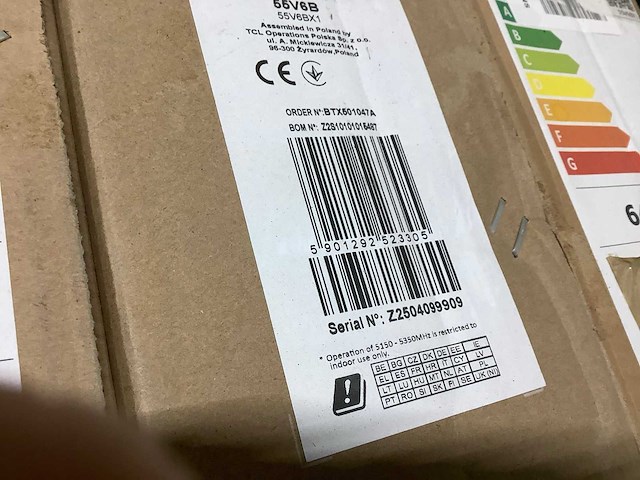 55V6B
55V6BX1
Assembled in Poland by
TCL Operations Polska Sp. z o.o.
ul. A. Mickiewicza 31/41,
96-300 Żyrardów,Poland
CE
ORDER N°:BTX501047A
BOM N°: Z2S10101015487
5 901292 523305
Serial N°: Z2504099909
* Operation of 5150 - 5350MHz is restricted to
indoor use only.
BE BG CZ DK DE EE IE
EL ES FR HR IT CY LV
LT LU HU MT NL AT PL
PT RO SI SK FI SE UK(NI)
A
B
C
D
E
F
G